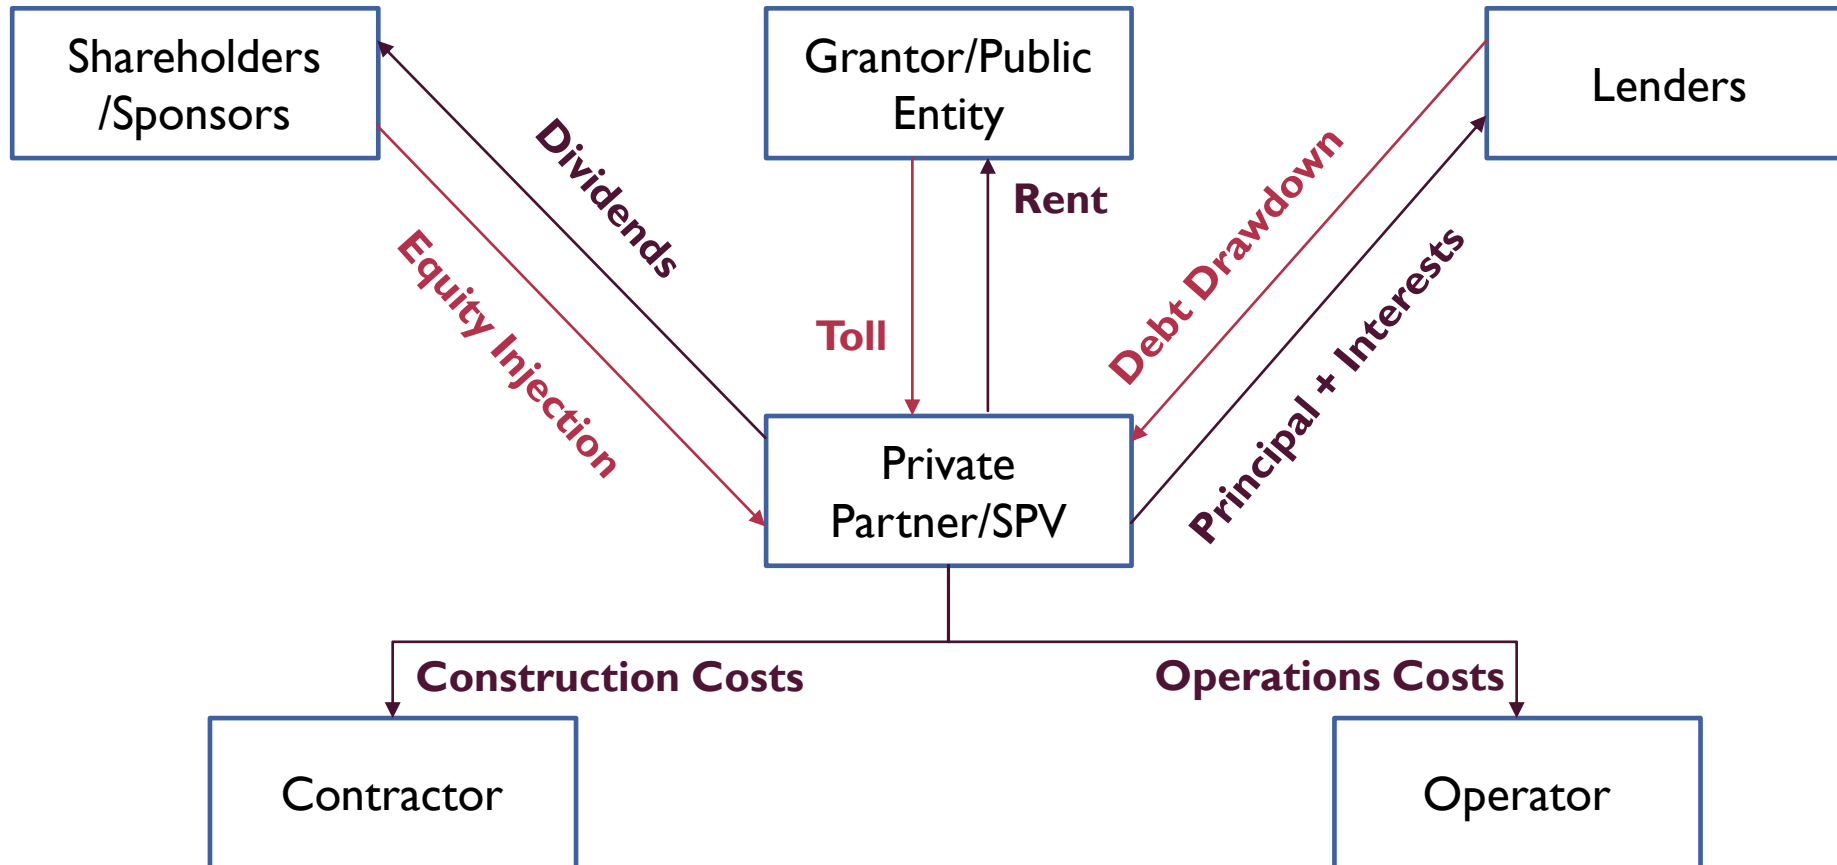 Shareholders
/Sponsors
Grantor/Public
Entity
Lenders
Dividends
Equity Injection
Rent
Toll
Debt Drawdown
Principal + Interests
Private
Partner/SPV
Construction Costs
Operations Costs
Contractor
Operator